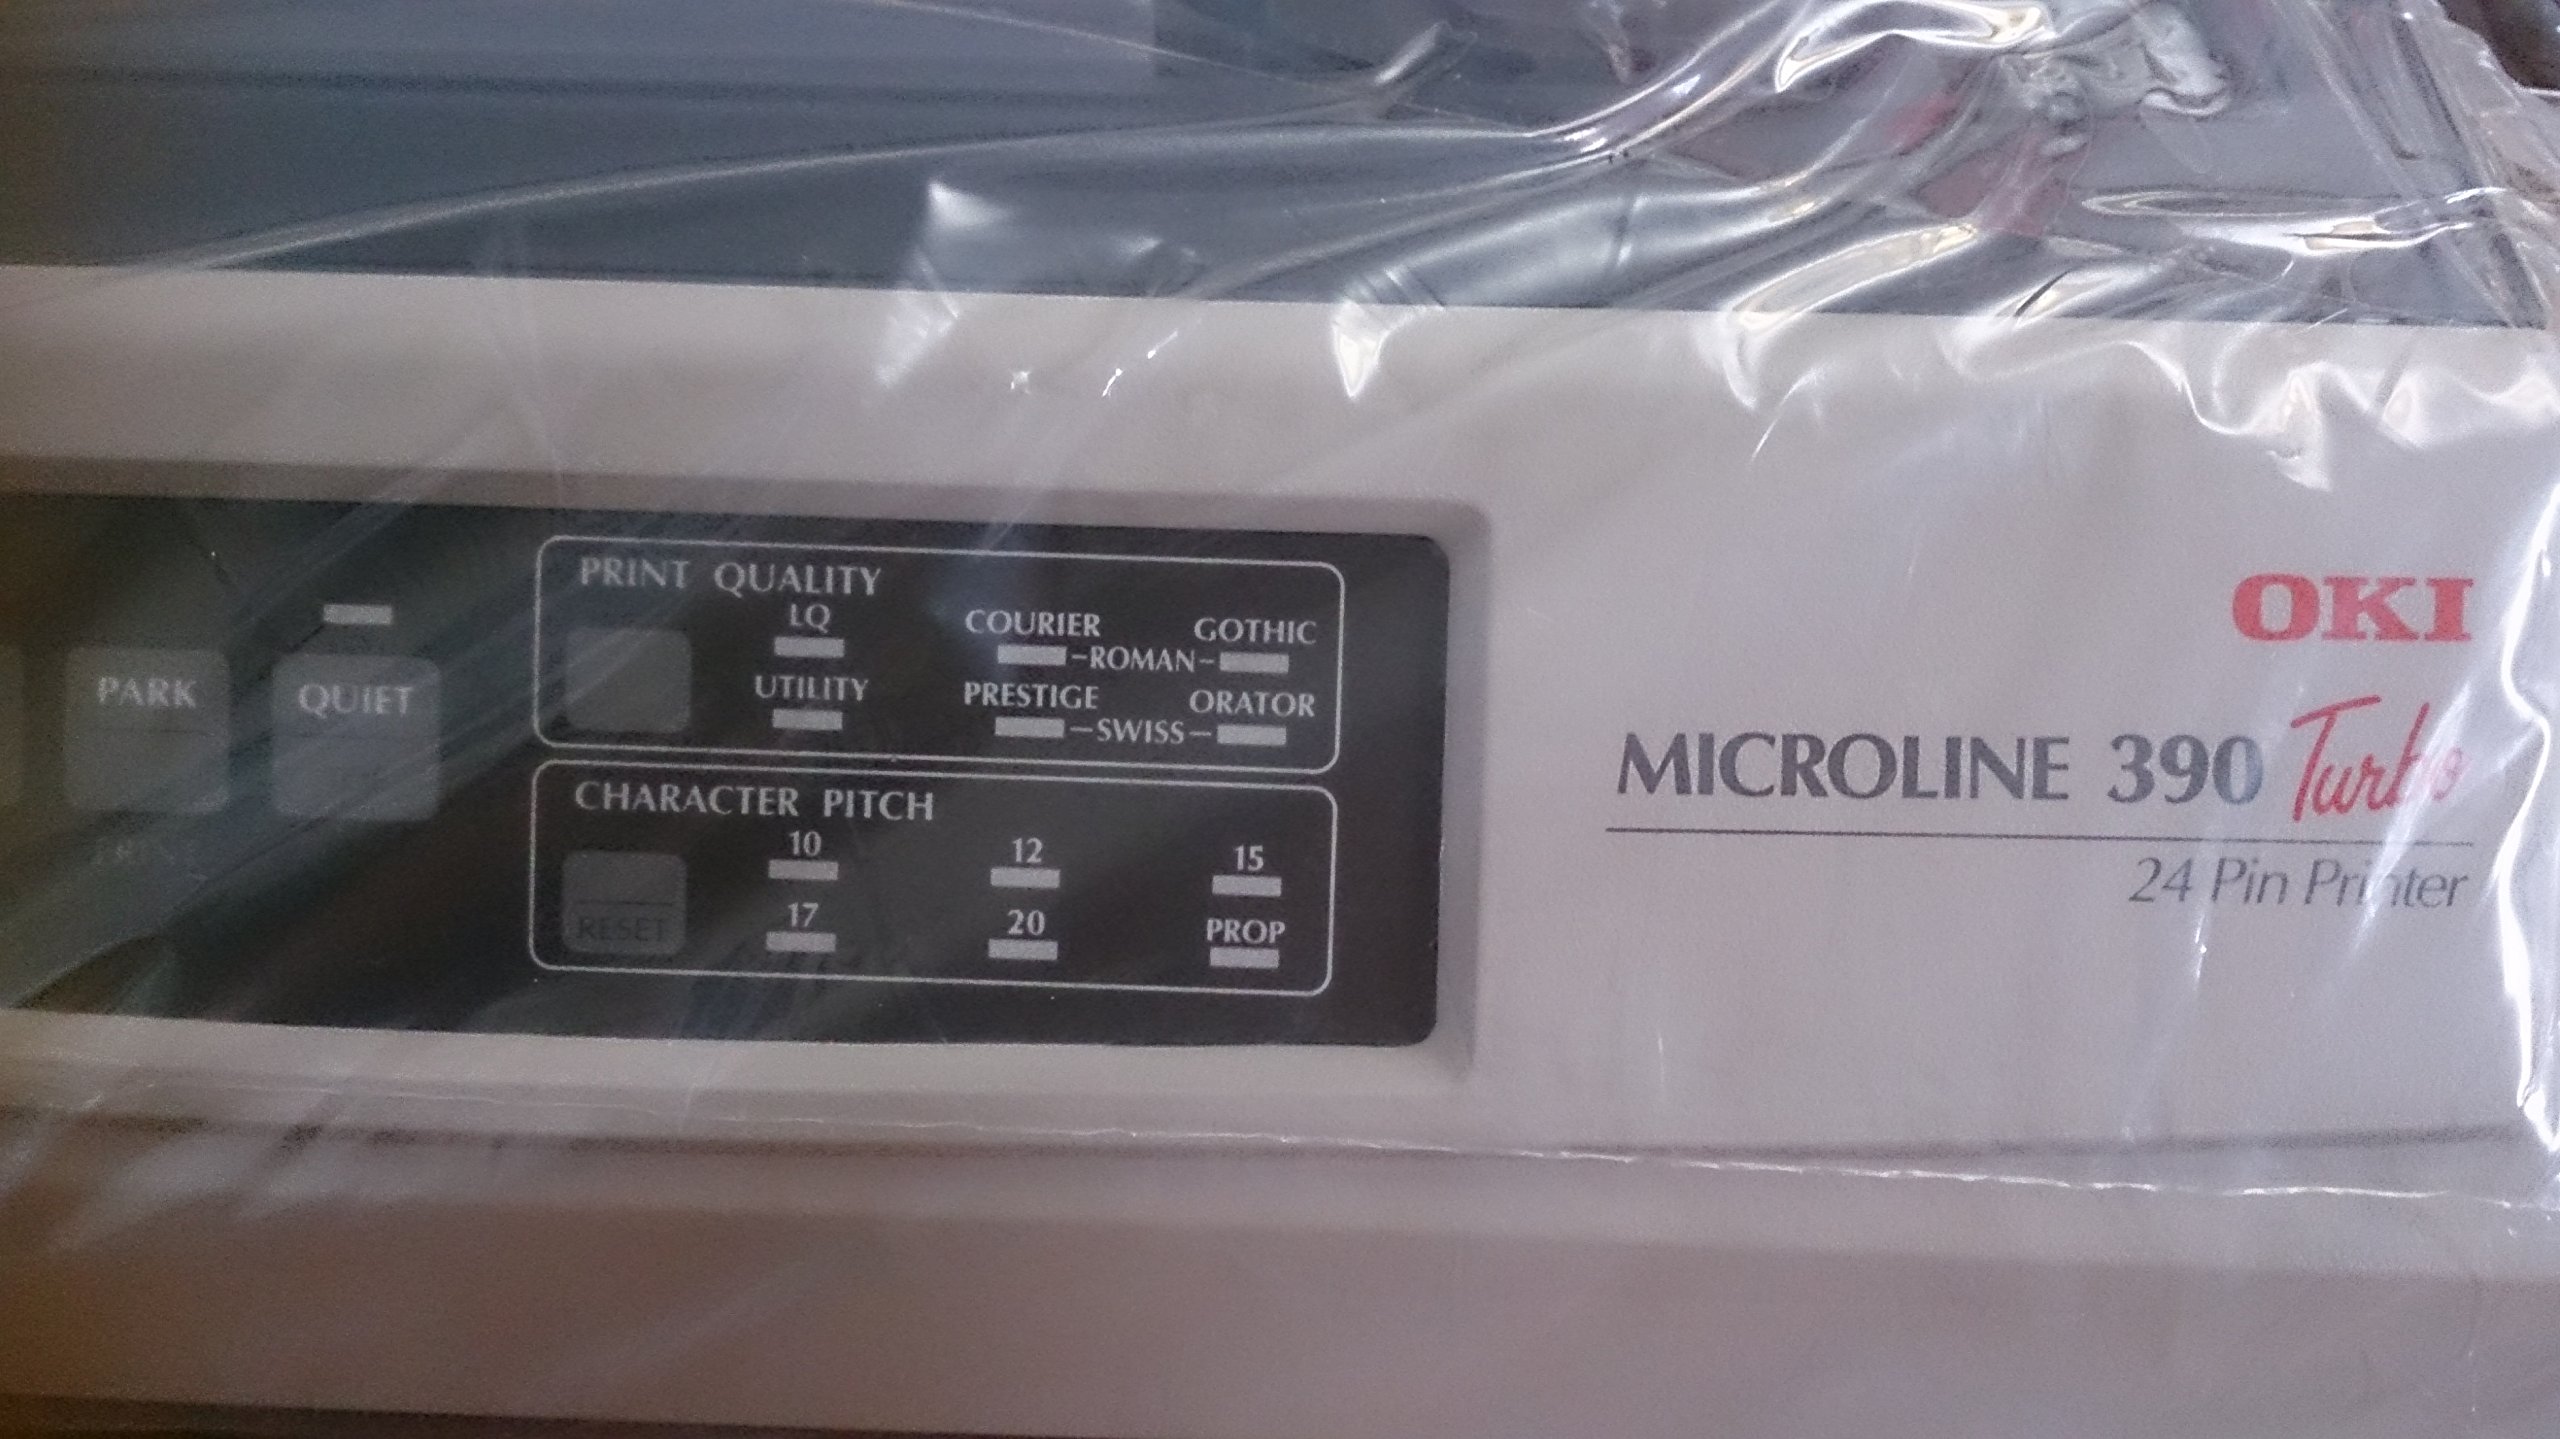 PARK
QUIET
PRINT QUALITY
LQ
UTILITY
COURIER GOTHIC
-ROMAN-
PRESTIGE ORATOR
-SWISS-
CHARACTER PITCH
10 12 15
17 20 PROP
RESET
OKI
MICROLINE 390 Turbo
24 Pin Printer